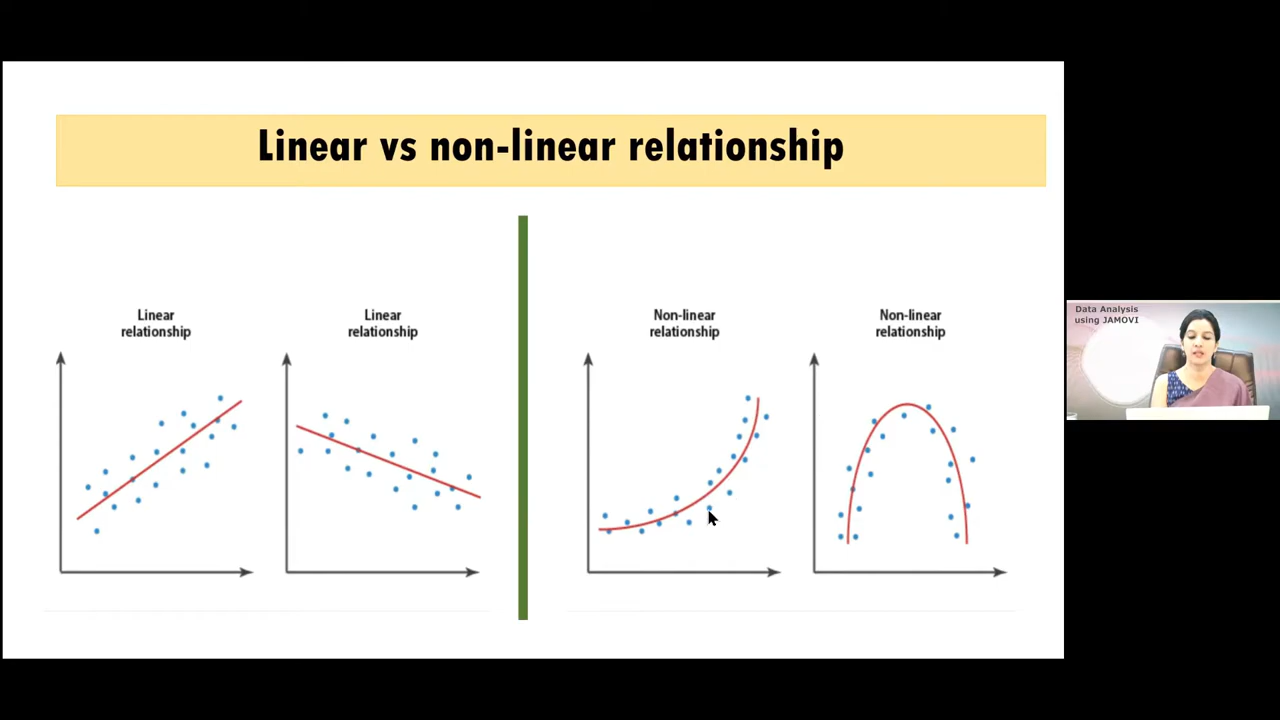 Linear vs non-linear relationship
Linear
relationship
Linear
relationship
Non-linear
relationship
Non-linear
relationship
Data Analysis
using JAMOVI